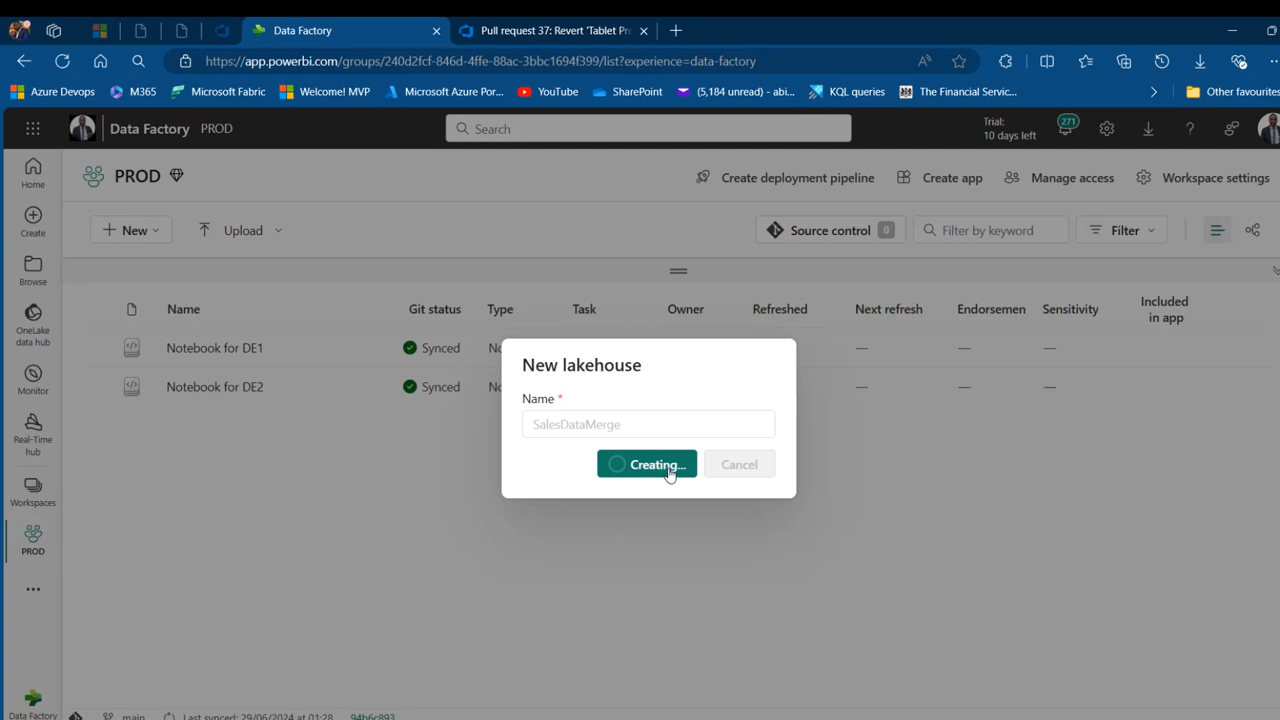 Data Factory
Pull request 37: Revert 'Tablet Pro
https://app.powerbi.com/groups/240d2fcf-846d-4ffe-88ac-3bbc1694f399/list?experience=data-factory
Azure Devops
M365
Microsoft Fabric
Welcome! MVP
Microsoft Azure Por...
YouTube
SharePoint
(5,184 unread) - abi...
KQL queries
The Financial Servic...
Other favourites
Data Factory
PROD
Search
Trial:
10 days left
271
Home
Create
Browse
OneLake
data hub
Monitor
Real-Time
hub
Workspaces
PROD
Data Factory
PROD
Create deployment pipeline
Create app
Manage access
Workspace settings
New
Upload
Source control 0
Filter by keyword
Filter
Name
Git status
Type
Task
Owner
Refreshed
Next refresh
Endorsemen
Sensitivity
Included
in app
Notebook for DE1
Synced
No
—
—
—
Notebook for DE2
Synced
No
—
—
—
New lakehouse
Name *
SalesDataMerge
Creating...
Cancel
main
Last synced: 29/06/2024 at 01:28
94b6c893